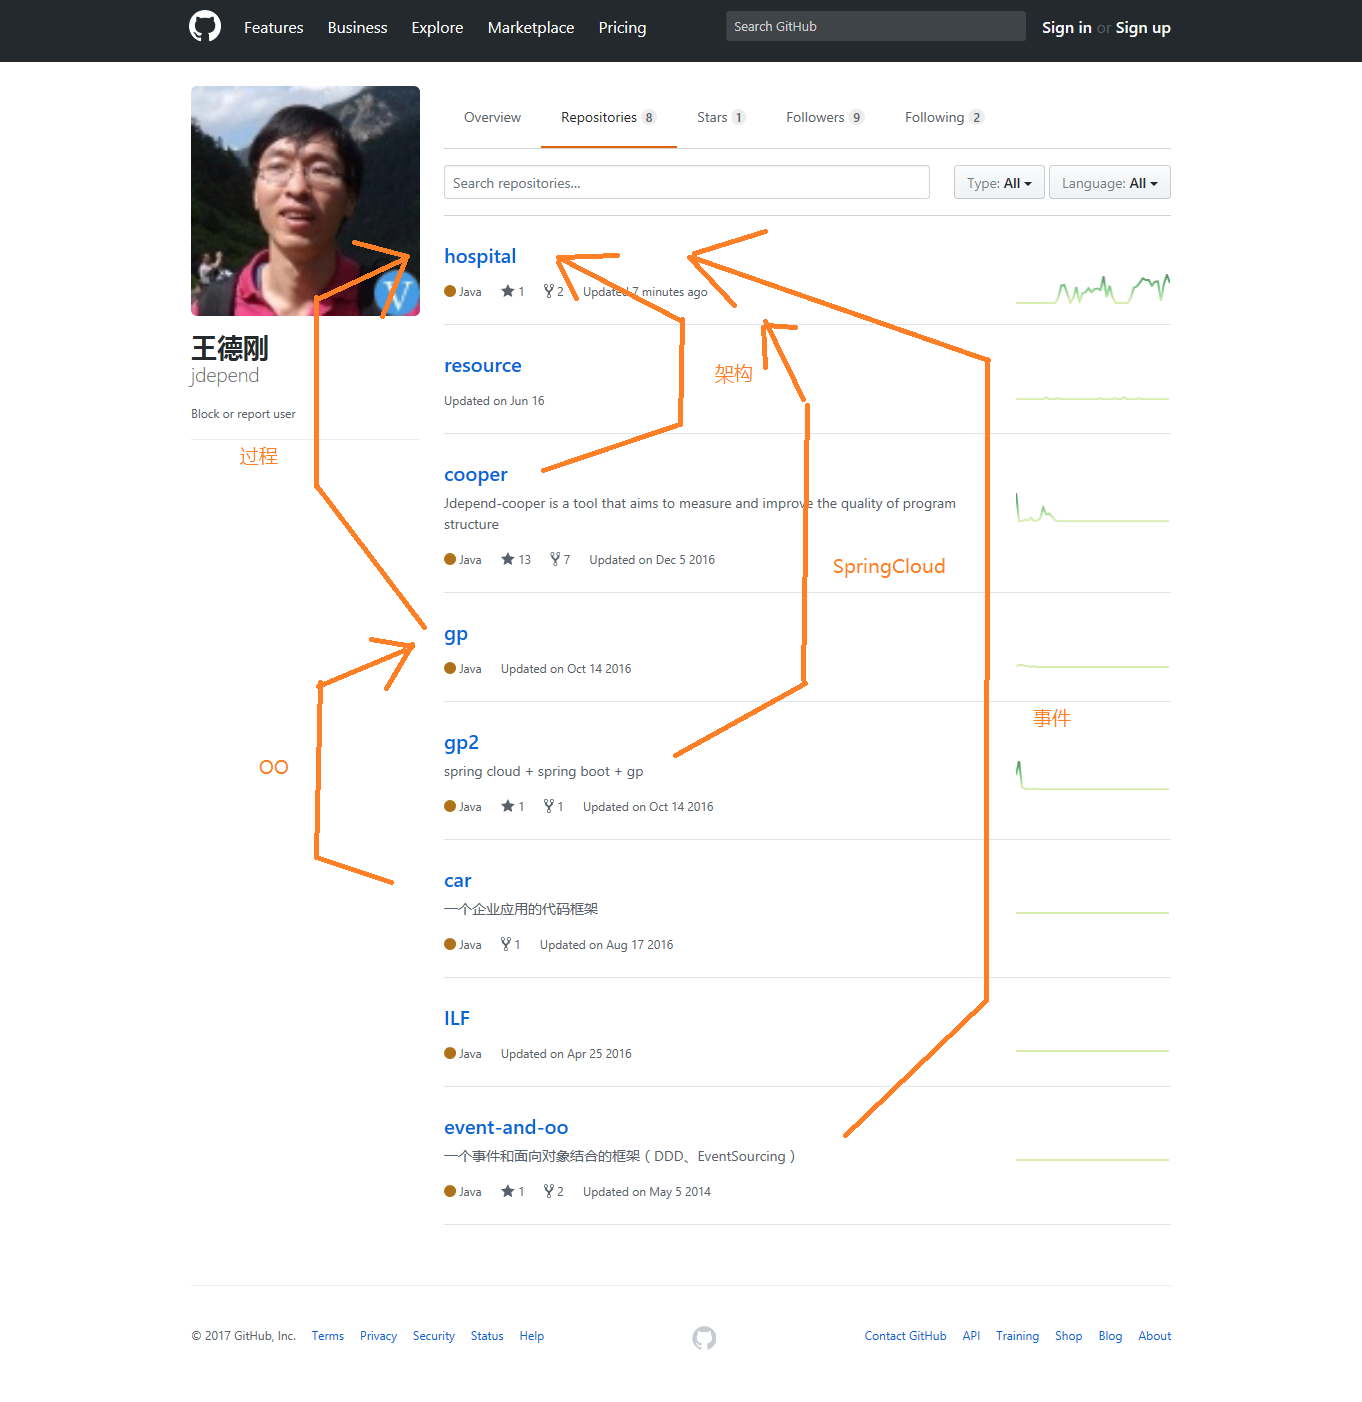 Features Business Explore Marketplace Pricing Search GitHub Sign in or Sign up
Overview Repositories 8 Stars 1 Followers 9 Following 2
Search repositories... Type: All Language: All
V
王德刚
jdepend
Block or report user
hospital
Java 1 2 Updated 7 minutes ago
resource
架构
Updated on Jun 16
过程
cooper
Jdepend-cooper is a tool that aims to measure and improve the quality of program
structure
Java 13 7 Updated on Dec 5 2016
SpringCloud
gp
Java Updated on Oct 14 2016
事件
gp2
OO
spring cloud + spring boot + gp
Java 1 1 Updated on Oct 14 2016
car
一个企业应用的代码框架
Java 1 Updated on Aug 17 2016
ILF
Java Updated on Apr 25 2016
event-and-oo
一个事件和面向对象结合的框架（DDD、EventSourcing）
Java 1 2 Updated on May 5 2014
© 2017 GitHub, Inc. Terms Privacy Security Status Help Contact GitHub API Training Shop Blog About